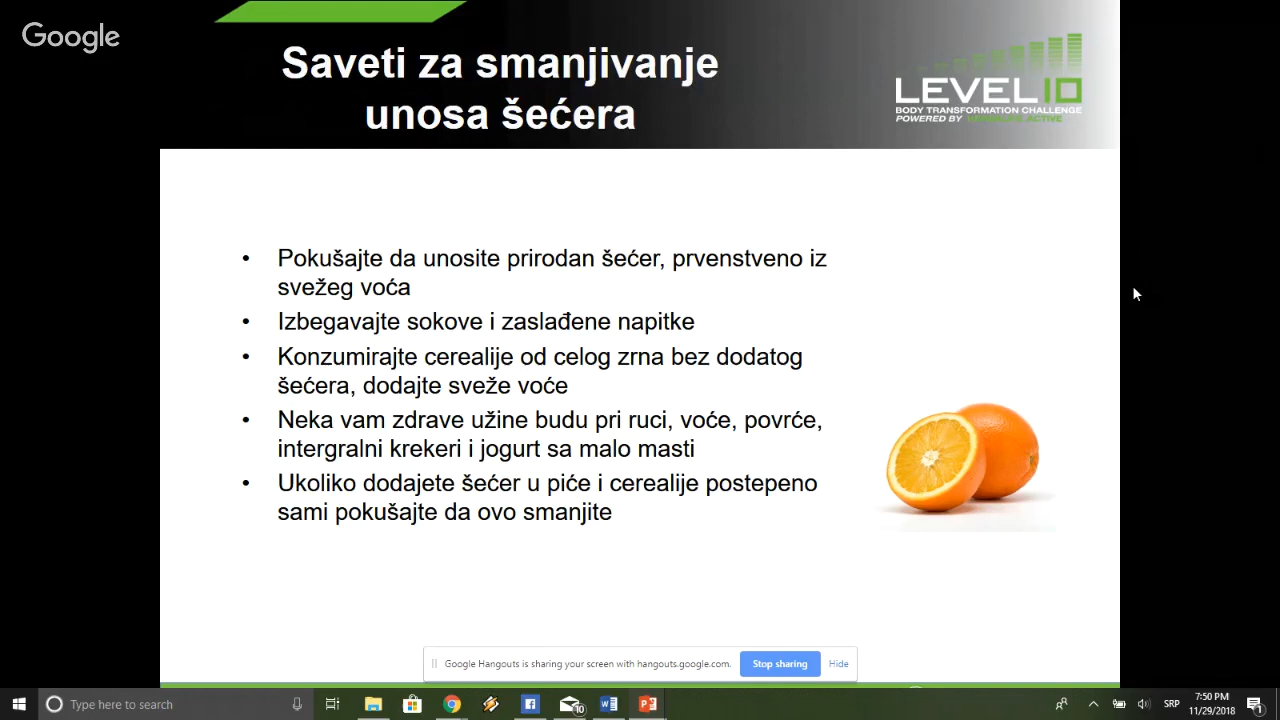 Google
Saveti za smanjivanje
unosa šećera
LEVEL10
BODY TRANSFORMATION CHALLENGE
POWERED BY HERBALIFE ACTIVE
• Pokušajte da unosite prirodan šećer, prvenstveno iz
svežeg voća
• Izbegavajte sokove i zaslađene napitke
• Konzumirajte cerealije od celog zrna bez dodatog
šećera, dodajte sveže voće
• Neka vam zdrave užine budu pri ruci, voće, povrće,
intergralni krekeri i jogurt sa malo masti
• Ukoliko dodajete šećer u piće i cerealije postepeno
sami pokušajte da ovo smanjite
Google Hangouts is sharing your screen with hangouts.google.com.
Stop sharing
Hide
Type here to search
10
SRP
7:50 PM
11/29/2018
1